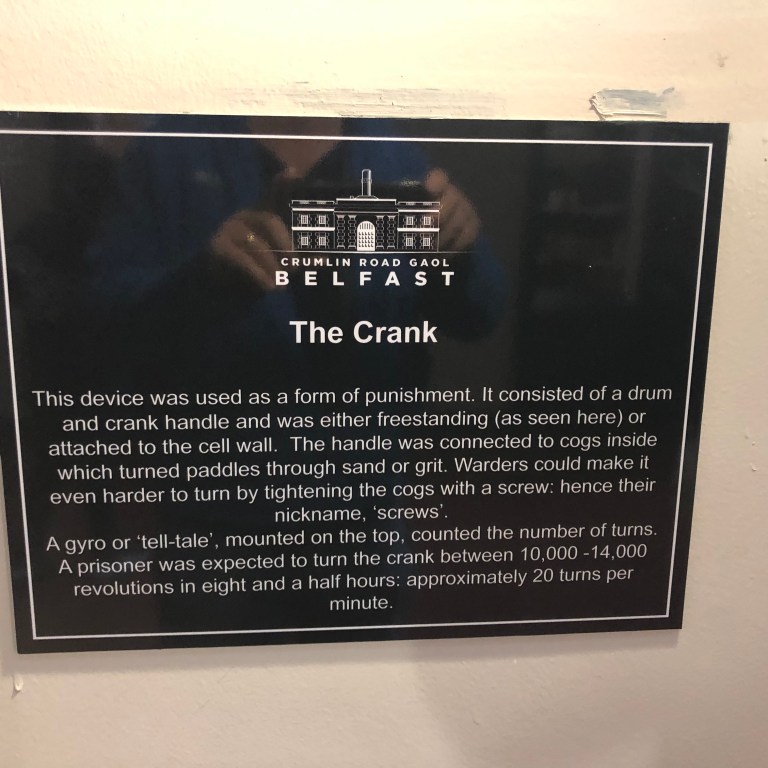 CRUMLIN ROAD GAOL
BELFAST
The Crank
This device was used as a form of punishment. It consisted of a drum
and crank handle and was either freestanding (as seen here) or
attached to the cell wall.  The handle was connected to cogs inside
which turned paddles through sand or grit. Warders could make it
even harder to turn by tightening the cogs with a screw: hence their
nickname, ‘screws’.
A gyro or ‘tell-tale’, mounted on the top, counted the number of turns.
A prisoner was expected to turn the crank between 10,000 -14,000
revolutions in eight and a half hours: approximately 20 turns per
minute.